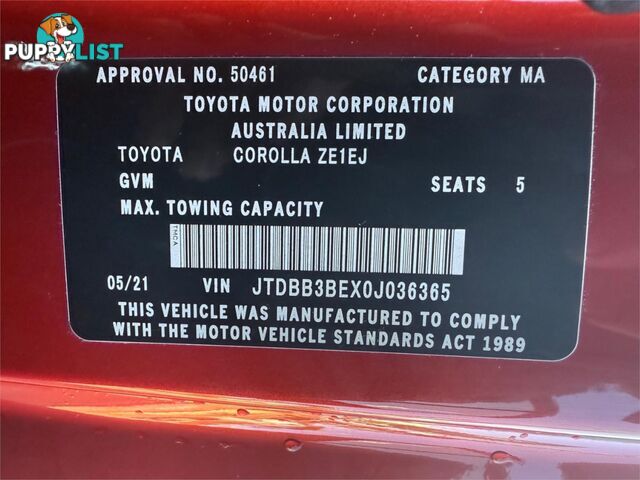 PUPPYLIST
APPROVAL NO. 50461 CATEGORY MA
TOYOTA MOTOR CORPORATION
AUSTRALIA LIMITED
TOYOTA COROLLA ZE1EJ
GVM SEATS 5
MAX. TOWING CAPACITY
TMCA
05/21 VIN JTDBB3BEX0J036365
THIS VEHICLE WAS MANUFACTURED TO COMPLY
WITH THE MOTOR VEHICLE STANDARDS ACT 1989